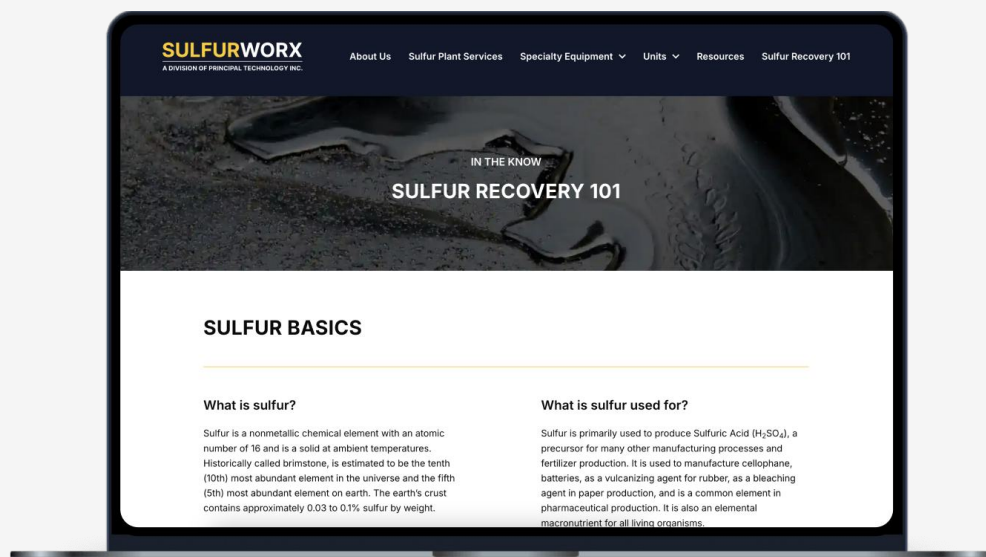 SULFURWORX
A DIVISION OF PRINCIPAL TECHNOLOGY INC.
About Us Sulfur Plant Services Specialty Equipment Units Resources Sulfur Recovery 101
IN THE KNOW
SULFUR RECOVERY 101
SULFUR BASICS
What is sulfur?
Sulfur is a nonmetallic chemical element with an atomic
number of 16 and is a solid at ambient temperatures.
Historically called brimstone, is estimated to be the tenth
(10th) most abundant element in the universe and the fifth
(5th) most abundant element on earth. The earth's crust
contains approximately 0.03 to 0.1% sulfur by weight.
What is sulfur used for?
Sulfur is primarily used to produce Sulfuric Acid (H₂SO₄), a
precursor for many other manufacturing processes and
fertilizer production. It is used to manufacture cellophane,
batteries, as a vulcanizing agent for rubber, as a bleaching
agent in paper production, and is a common element in
pharmaceutical production. It is also an elemental
macronutrient for all living organisms.